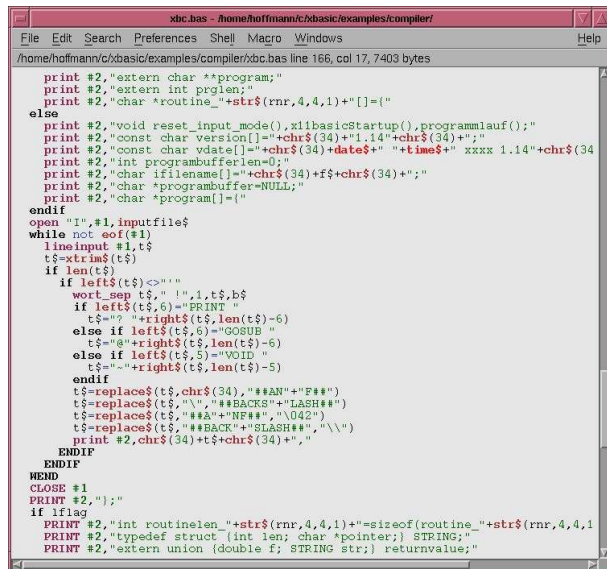 xbc.bas - /home/hoffmann/c/xbasic/examples/compiler/
File Edit Search Preferences Shell Macro Windows Help
/home/hoffmann/c/xbasic/examples/compiler/xbc.bas line 166, col 17, 7403 bytes
print #2,"extern char **program;"
print #2,"extern int prglen;"
print #2,"char *routine_"+str$(rnr,4,4,1)+"[]={"
else
print #2,"void reset_input_mode(),x11basicStartup(),programmlauf();"
print #2,"const char version[]="+chr$(34)+"1.14"+chr$(34)+";"
print #2,"const char vdate[]="+chr$(34)+date$+" "+time$+" xxxx 1.14"+chr$(34
print #2,"int programbufferlen=0;"
print #2,"char ifilename[]="+chr$(34)+f$+chr$(34)+";"
print #2,"char *programbuffer=NULL;"
print #2,"char *program[]={"
endif
open "I",#1,inputfile$
while not eof(#1)
lineinput #1,t$
t$=xtrim$(t$)
if len(t$)
if left$(t$)<>"'"
wort_sep t$," !",1,t$,b$
if left$(t$,6)="PRINT "
t$="? "+right$(t$,len(t$)-6)
else if left$(t$,6)="GOSUB "
t$="@"+right$(t$,len(t$)-6)
else if left$(t$,5)="VOID "
t$="~"+right$(t$,len(t$)-5)
endif
t$=replace$(t$,chr$(34),"##AN"+"F##")
t$=replace$(t$,"\","##BACKS"+"LASH##")
t$=replace$(t$,"##A"+"NF##","\042")
t$=replace$(t$,"##BACK"+"SLASH##","\\")
print #2,chr$(34)+t$+chr$(34)+","
ENDIF
ENDIF
WEND
CLOSE #1
PRINT #2,"};"
if lflag
PRINT #2,"int routinelen_"+str$(rnr,4,4,1)+"=sizeof(routine_"+str$(rnr,4,4,1
PRINT #2,"typedef struct {int len; char *pointer;} STRING;"
PRINT #2,"extern union {double f; STRING str;} returnvalue;"